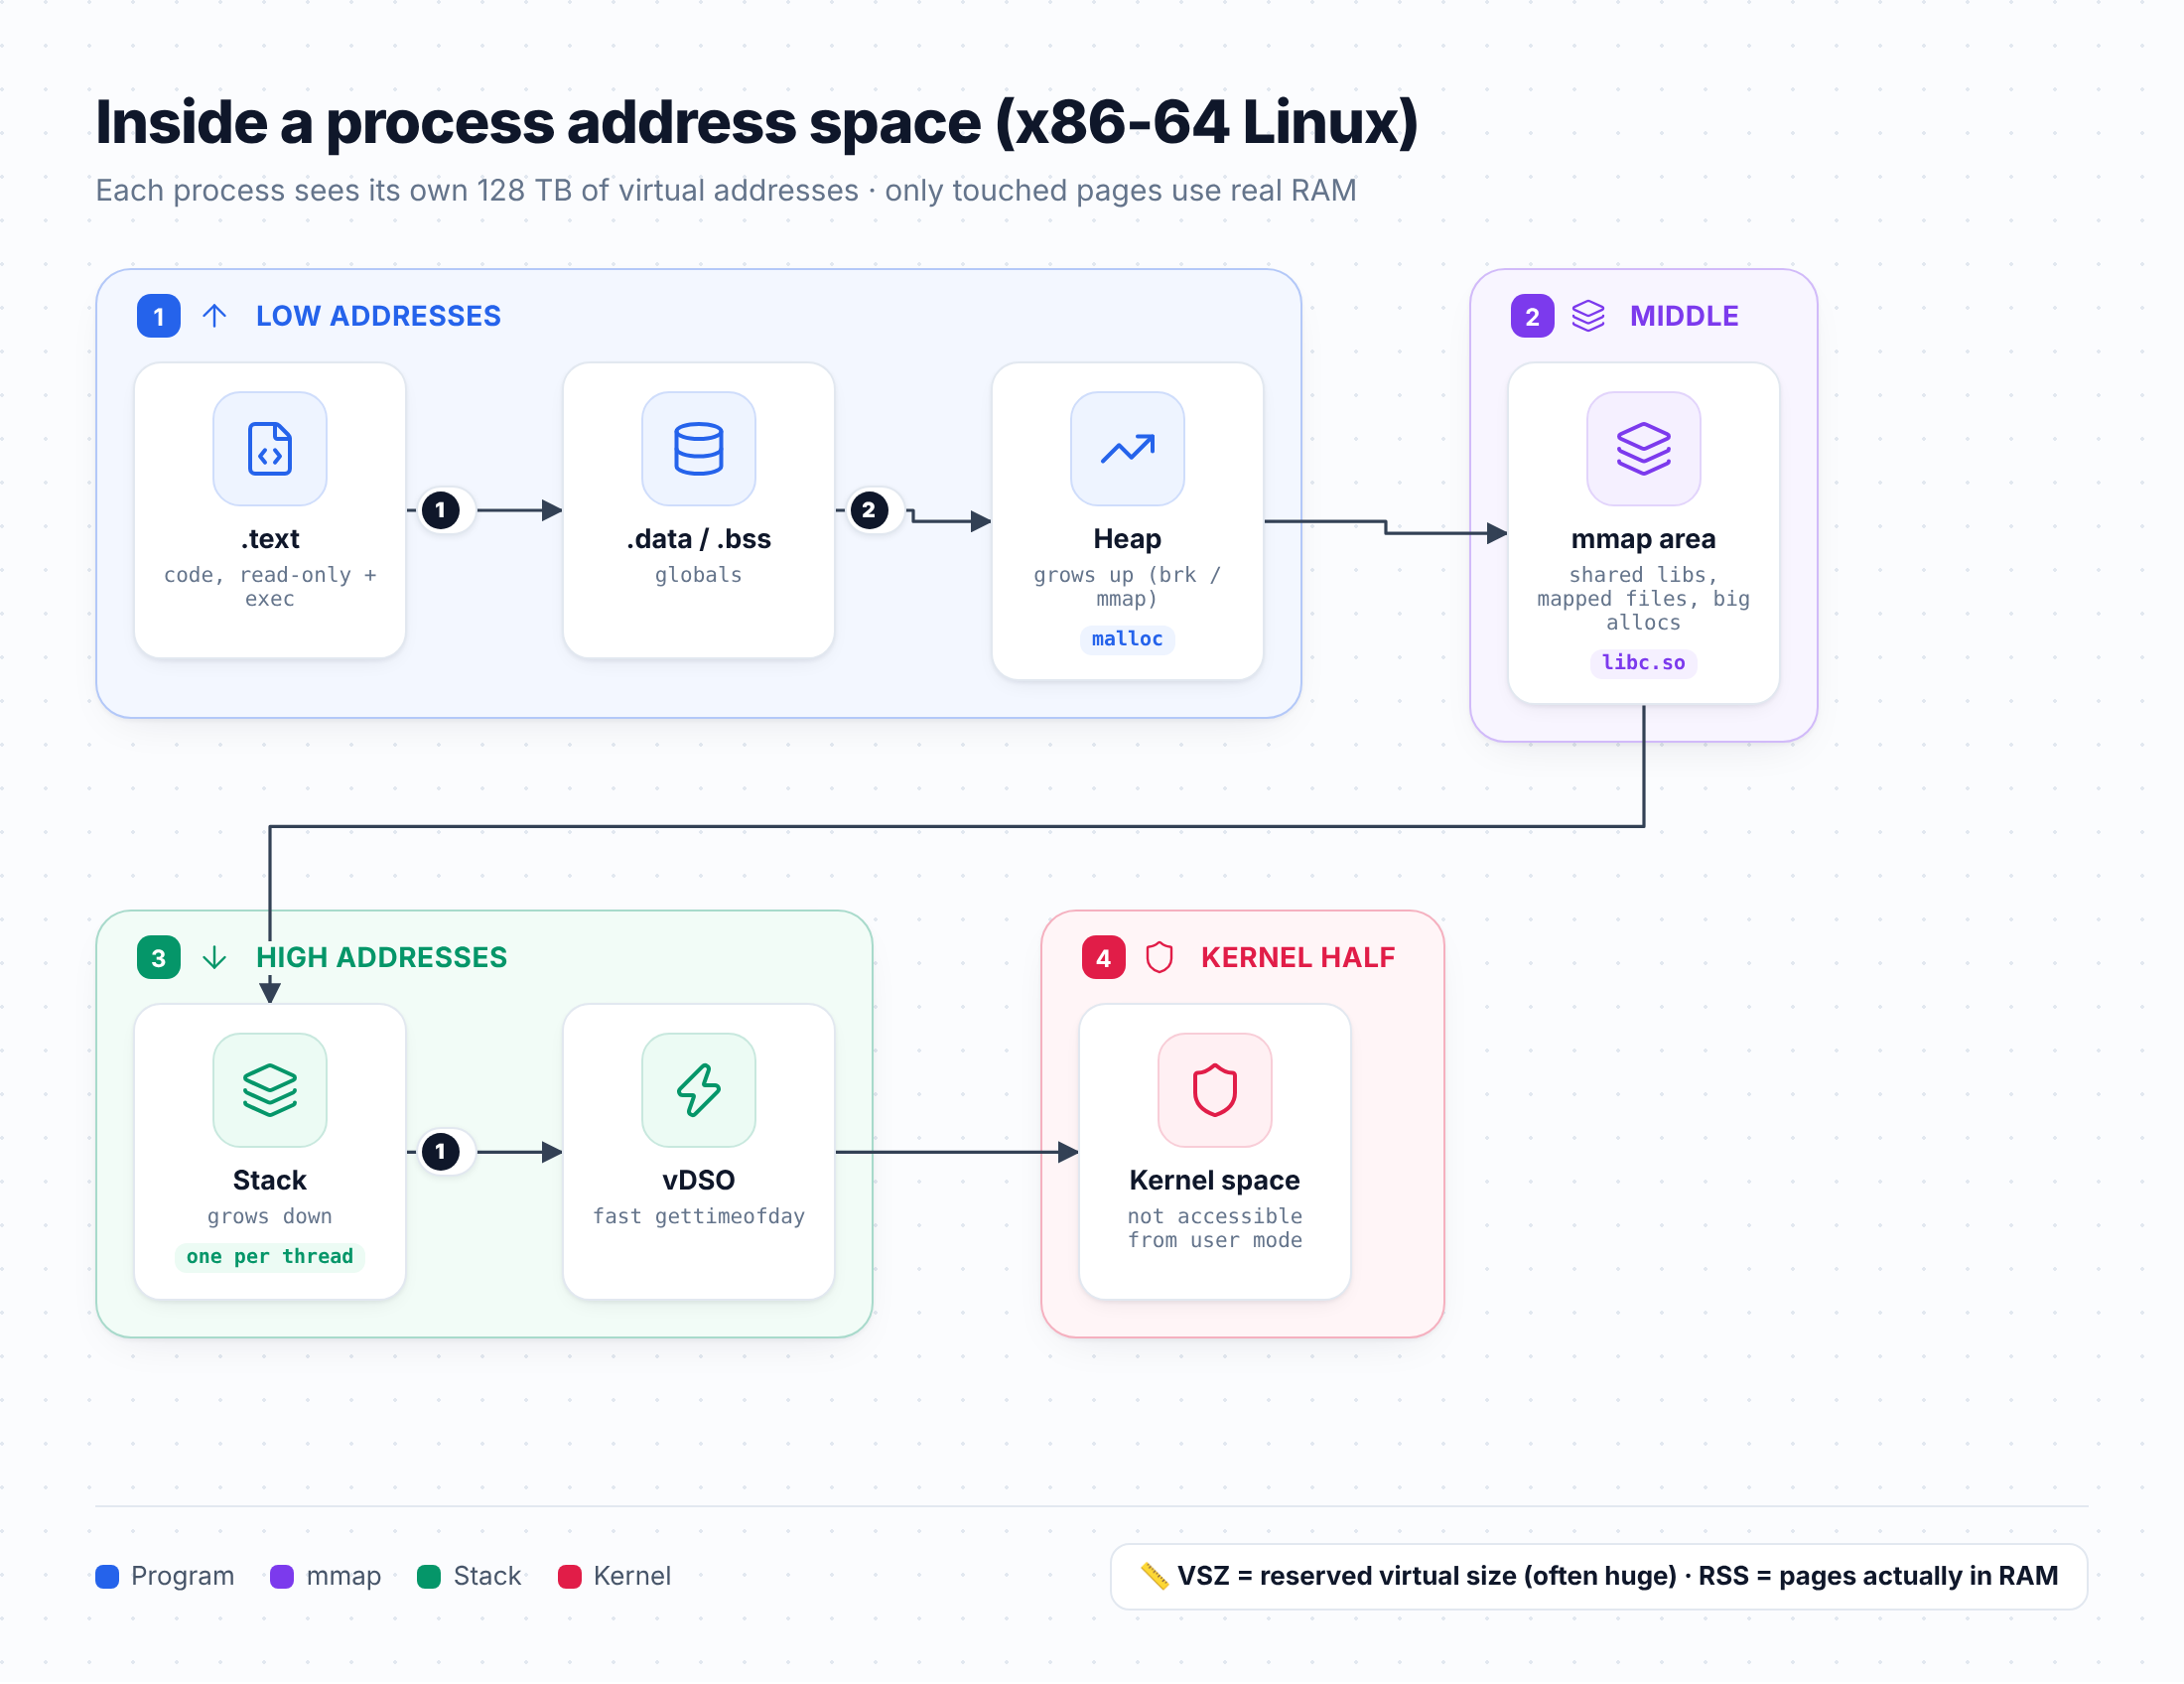 Inside a process address space (x86-64 Linux)
Each process sees its own 128 TB of virtual addresses · only touched pages use real RAM
1 LOW ADDRESSES
.text
code, read-only +
exec
1
.data / .bss
globals
2
Heap
grows up (brk /
mmap)
malloc
2 MIDDLE
mmap area
shared libs,
mapped files, big
allocs
libc.so
3 HIGH ADDRESSES
Stack
grows down
one per thread
1
vDSO
fast gettimeofday
4 KERNEL HALF
Kernel space
not accessible
from user mode
Program
mmap
Stack
Kernel
📏 VSZ = reserved virtual size (often huge) · RSS = pages actually in RAM